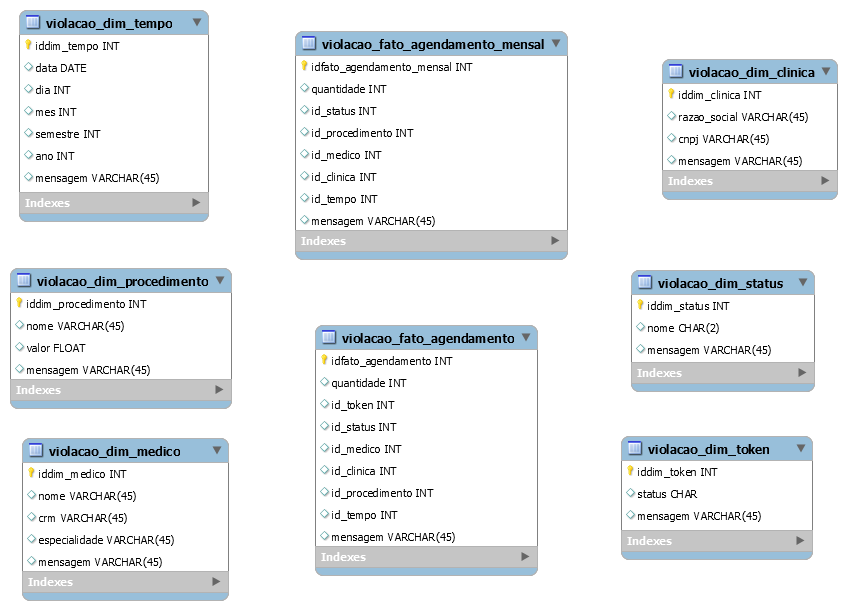 violacao_dim_tempo
iddim_tempo INT
data DATE
dia INT
mes INT
semestre INT
ano INT
mensagem VARCHAR(45)
Indexes
violacao_fato_agendamento_mensal
idfato_agendamento_mensal INT
quantidade INT
id_status INT
id_procedimento INT
id_medico INT
id_clinica INT
id_tempo INT
mensagem VARCHAR(45)
Indexes
violacao_dim_clinica
iddim_clinica INT
razao_social VARCHAR(45)
cnpj VARCHAR(45)
mensagem VARCHAR(45)
Indexes
violacao_dim_procedimento
iddim_procedimento INT
nome VARCHAR(45)
valor FLOAT
mensagem VARCHAR(45)
Indexes
violacao_fato_agendamento
idfato_agendamento INT
quantidade INT
id_token INT
id_status INT
id_medico INT
id_clinica INT
id_procedimento INT
id_tempo INT
mensagem VARCHAR(45)
Indexes
violacao_dim_status
iddim_status INT
nome CHAR(2)
mensagem VARCHAR(45)
Indexes
violacao_dim_medico
iddim_medico INT
nome VARCHAR(45)
crm VARCHAR(45)
especialidade VARCHAR(45)
mensagem VARCHAR(45)
Indexes
violacao_dim_token
iddim_token INT
status CHAR
mensagem VARCHAR(45)
Indexes